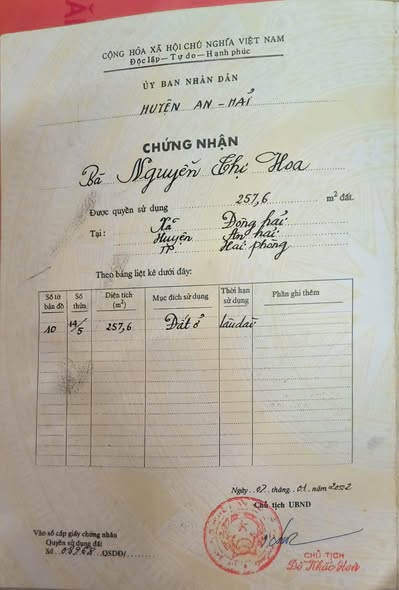 CỘNG HÒA XÃ HỘI CHỦ NGHĨA VIỆT NAM
Độc lập - Tự do - Hạnh phúc
ỦY BAN NHÂN DÂN
HUYỆN AN-HẢI
CHỨNG NHẬN
Bà Nguyễn Thị Hoa
Được quyền sử dụng 257,6 m² đất.
Tại : Xã Đông hải
Huyện An hải
TP Hải phòng
Theo bảng liệt kê dưới đây:
Số tờ bản đồ Số thửa Diện tích (m²) Mục đích sử dụng Thời hạn sử dụng Phần ghi thêm
10 257,6 Đất ở lâu dài
Ngày 02 tháng 01 năm 2002
Chủ tịch UBND
Vào sổ cấp giấy chứng nhận
Quyền sử dụng đất
Số QSDĐ/
CHỦ TỊCH